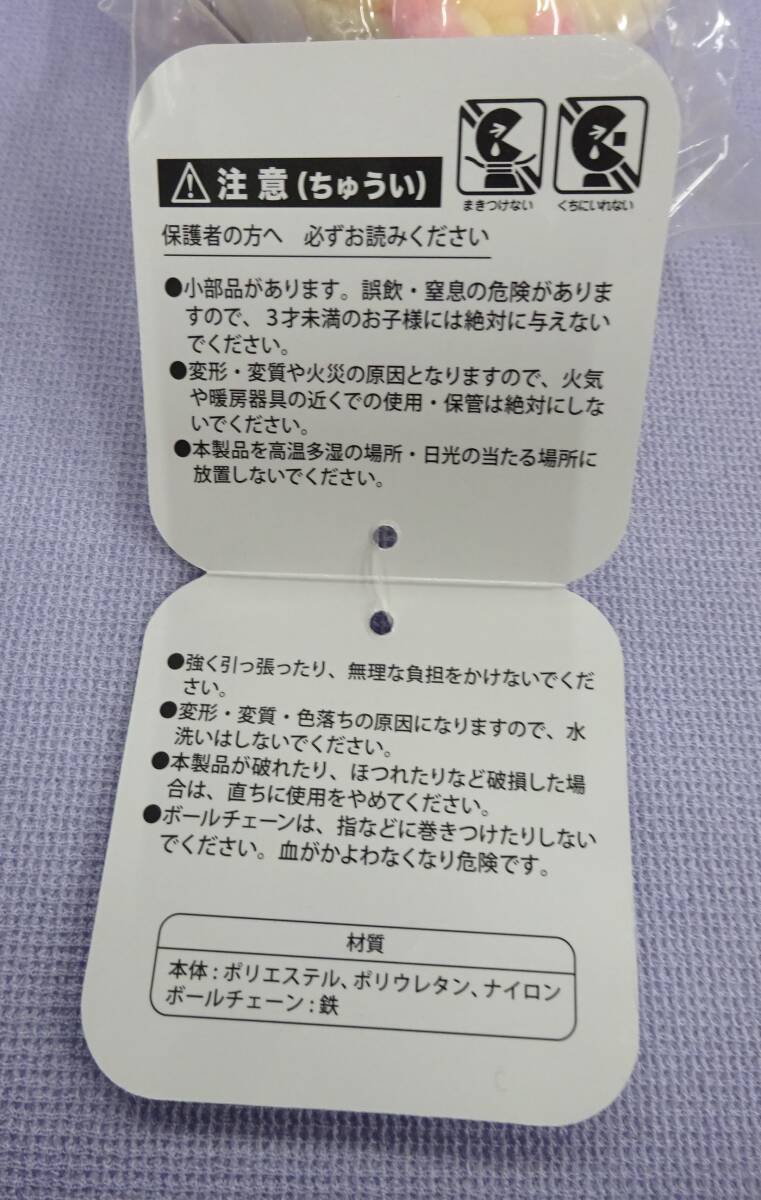 注意(ちゅうい)
まきつけない
くちにいれない
保護者の方へ 必ずお読みください
●小部品があります。誤飲・窒息の危険がありま
すので、3才未満のお子様には絶対に与えない
でください。
●変形・変質や火災の原因となりますので、火気
や暖房器具の近くでの使用・保管は絶対にしな
いでください。
●本製品を高温多湿の場所・日光の当たる場所に
放置しないでください。
●強く引っ張ったり、無理な負担をかけないでくだ
さい。
●変形・変質・色落ちの原因になりますので、水
洗いはしないでください。
●本製品が破れたり、ほつれたりなど破損した場
合は、直ちに使用をやめてください。
●ボールチェーンは、指などに巻きつけたりしない
でください。血がかよわなくなり危険です。
材質
本体:ポリエステル、ポリウレタン、ナイロン
ボールチェーン:鉄